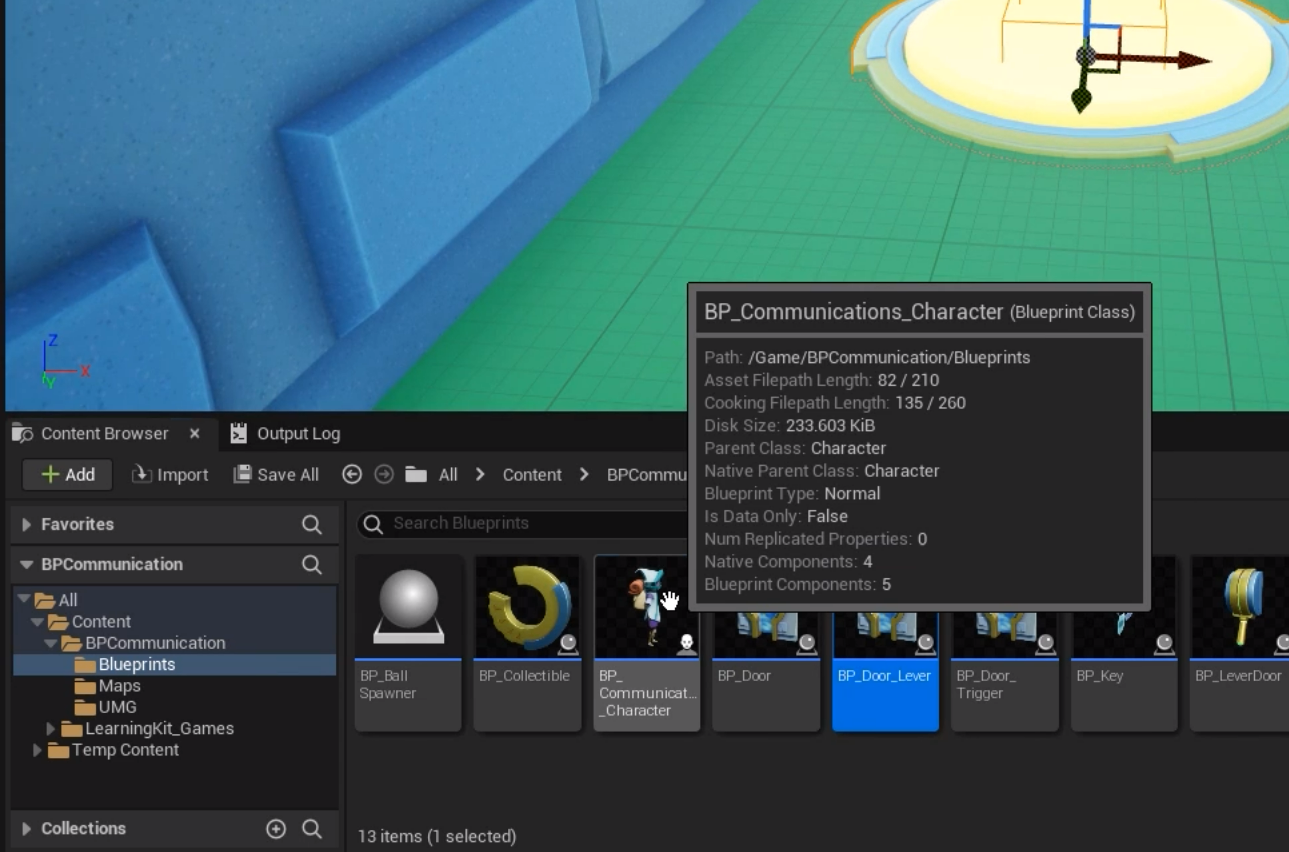 BP_Communications_Character (Blueprint Class)
Path: /Game/BPCommunication/Blueprints
Asset Filepath Length: 82 / 210
Cooking Filepath Length: 135 / 260
Disk Size: 233.603 KiB
Parent Class: Character
Native Parent Class: Character
Blueprint Type: Normal
Is Data Only: False
Num Replicated Properties: 0
Native Components: 4
Blueprint Components: 5
Z
X
Y
Content Browser × Output Log
+ Add Import Save All All > Content > BPCommu
Favorites
Search Blueprints
BPCommunication
All
Content
BPCommunication
Blueprints
Maps
UMG
LearningKit_Games
Temp Content
Collections
BP_Ball
Spawner
BP_Collectible
BP_
Communicat...
_Character
BP_Door
BP_Door_Lever
BP_Door_
Trigger
BP_Key
BP_LeverDoor
13 items (1 selected)